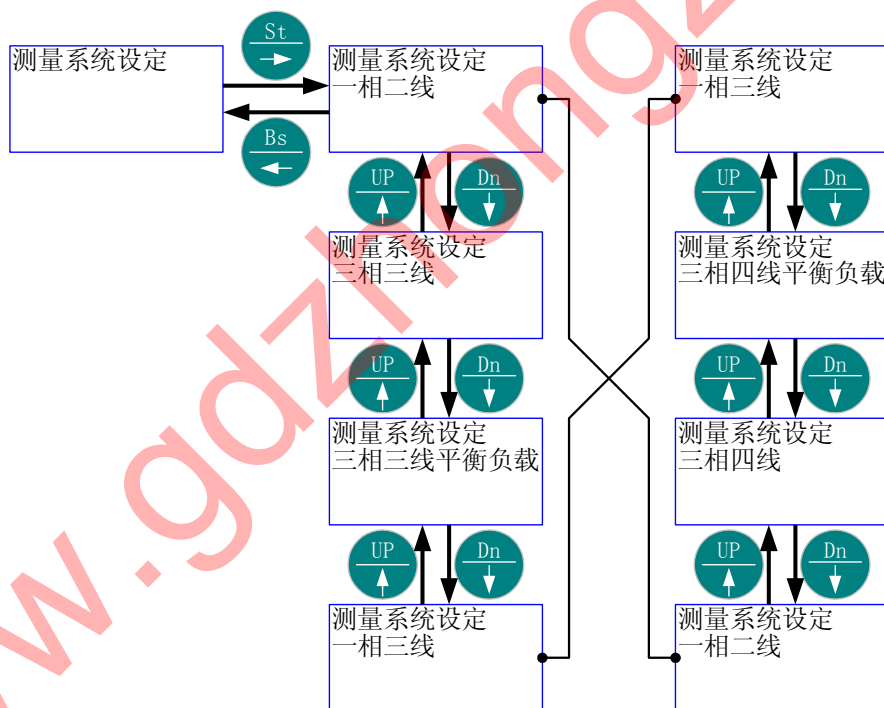 测量系统设定
St
Bs
测量系统设定
一相二线
UP
Dn
测量系统设定
三相三线
UP
Dn
测量系统设定
三相三线平衡负载
UP
Dn
测量系统设定
一相三线
测量系统设定
一相三线
UP
Dn
测量系统设定
三相四线平衡负载
UP
Dn
测量系统设定
三相四线
UP
Dn
测量系统设定
一相二线
w.gdzhongz